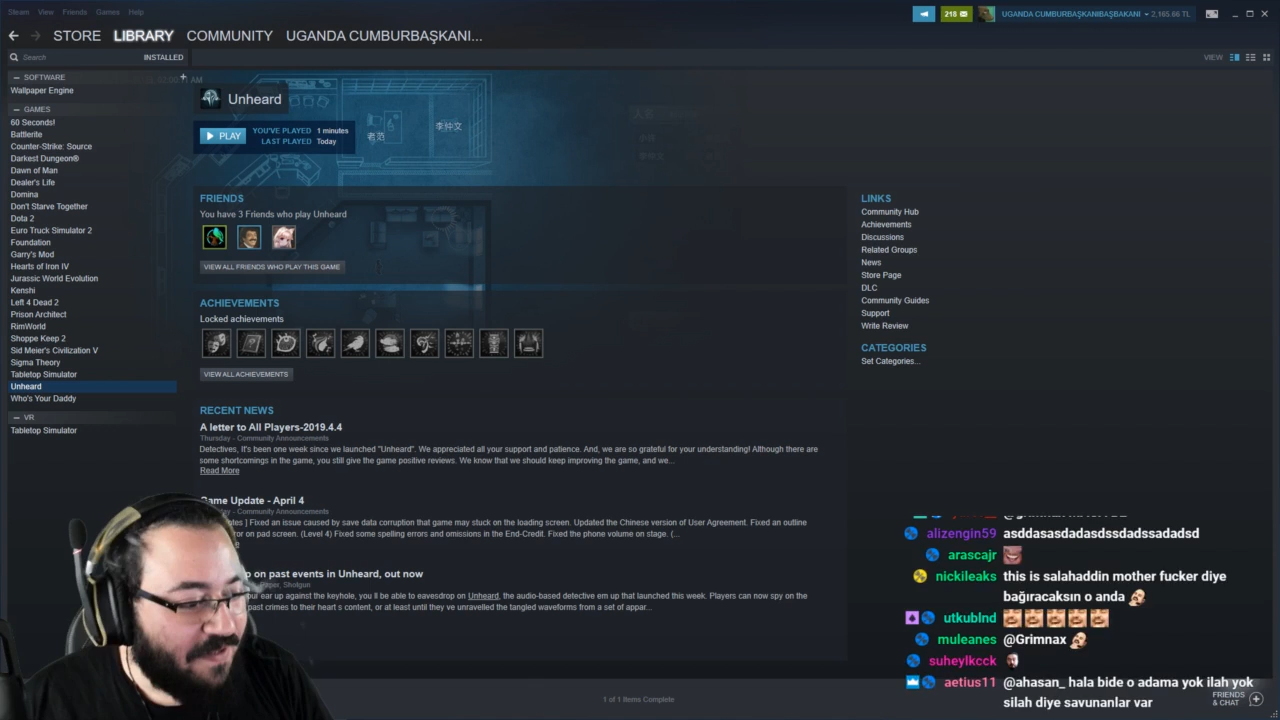 Steam View Friends Games Help
218
UGANDA CUMBURBAŞKANIBAŞBAKANI 2,165.66 TL
STORE LIBRARY COMMUNITY UGANDA CUMBURBAŞKANI...
Search INSTALLED
VIEW
SOFTWARE
AM
Wallpaper Engine
GAMES
60 Seconds!
Battlerite
Counter-Strike: Source
Darkest Dungeon®
Dawn of Man
Dealer's Life
Domina
Don't Starve Together
Dota 2
Euro Truck Simulator 2
Foundation
Garry's Mod
Hearts of Iron IV
Jurassic World Evolution
Kenshi
Left 4 Dead 2
Prison Architect
RimWorld
Shoppe Keep 2
Sid Meier's Civilization V
Sigma Theory
Tabletop Simulator
Unheard
Who's Your Daddy
VR
Tabletop Simulator
Unheard
PLAY
YOU'VE PLAYED 1 minutes
LAST PLAYED Today
老范
李仲文
FRIENDS
You have 3 Friends who play Unheard
VIEW ALL FRIENDS WHO PLAY THIS GAME
ACHIEVEMENTS
Locked achievements
VIEW ALL ACHIEVEMENTS
RECENT NEWS
A letter to All Players-2019.4.4
Thursday - Community Announcements
Detectives, It's been one week since we launched "Unheard". We appreciated all your support and patience. And, we are so grateful for your understanding! Although there are
some shortcomings in the game, you still give the game positive reviews. We know that we should keep improving the game, and we...
Read More
Game Update - April 4
- Community Announcements
] Fixed an issue caused by save data corruption that game may stuck on the loading screen. Updated the Chinese version of User Agreement. Fixed an outline
on pad screen. (Level 4) Fixed some spelling errors and omissions in the End-Credit. Fixed the phone volume on stage. (...
on past events in Unheard, out now
Paper, Shotgun
ear up against the keyhole, you ll be able to eavesdrop on Unheard, the audio-based detective em up that launched this week. Players can now spy on the
past crimes to their heart s content, or at least until they ve unravelled the tangled waveforms from a set of appar...
LINKS
Community Hub
Achievements
Discussions
Related Groups
News
Store Page
DLC
Community Guides
Support
Write Review
CATEGORIES
Set Categories...
alizengin59 asddasasdadasdssdadssadadsd
arascajr
nickileaks this is salahaddin mother fucker diye
bağıracaksın o anda
utkublnd
muleanes @Grimnax
suheylkcck
aetius11 @ahasan_ hala bide o adama yok ilah yok
silah diye savunanlar var
1 of 1 Items Complete
FRIENDS
& CHAT